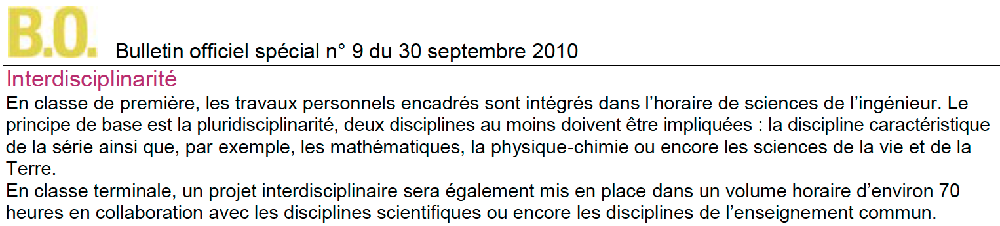 B.O. Bulletin officiel spécial n° 9 du 30 septembre 2010
Interdisciplinarité
En classe de première, les travaux personnels encadrés sont intégrés dans l’horaire de sciences de l’ingénieur. Le
principe de base est la pluridisciplinarité, deux disciplines au moins doivent être impliquées : la discipline caractéristique
de la série ainsi que, par exemple, les mathématiques, la physique-chimie ou encore les sciences de la vie et de la
Terre.
En classe terminale, un projet interdisciplinaire sera également mis en place dans un volume horaire d’environ 70
heures en collaboration avec les disciplines scientifiques ou encore les disciplines de l’enseignement commun.